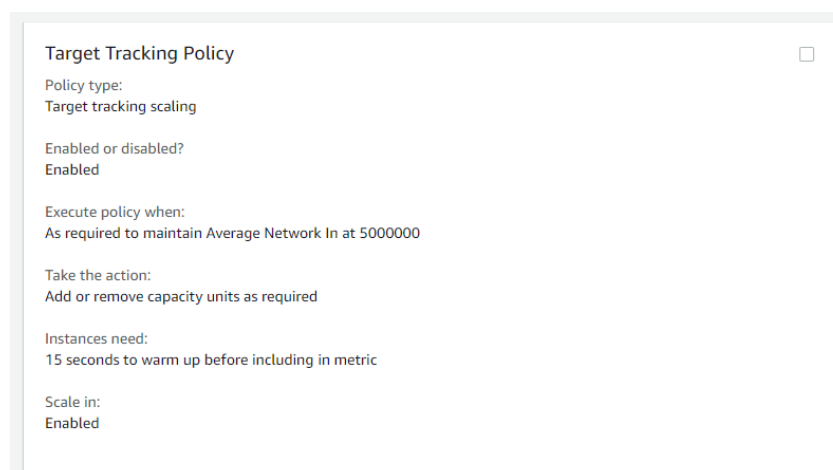 Target Tracking Policy
Policy type:
Target tracking scaling
Enabled or disabled?
Enabled
Execute policy when:
As required to maintain Average Network In at 5000000
Take the action:
Add or remove capacity units as required
Instances need:
15 seconds to warm up before including in metric
Scale in:
Enabled